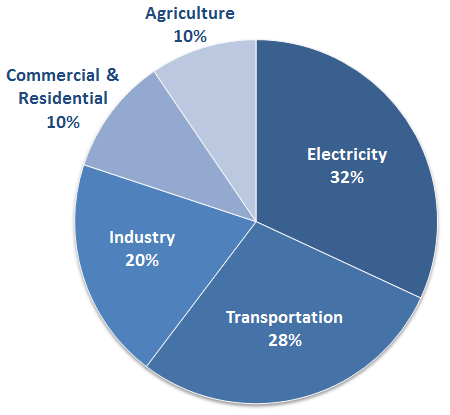 Agriculture
10%
Commercial &
Residential
10%
Electricity
32%
Industry
20%
Transportation
28%